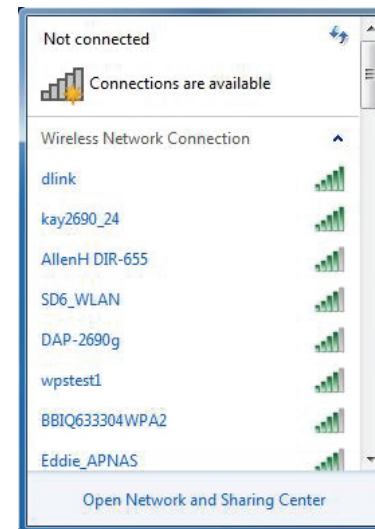 Not connected
Connections are available
Wireless Network Connection
dlink
kay2690_24
AllenH DIR-655
SD6_WLAN
DAP-2690g
wpstest1
BBIQ633304WPA2
Eddie_APNAS
Open Network and Sharing Center